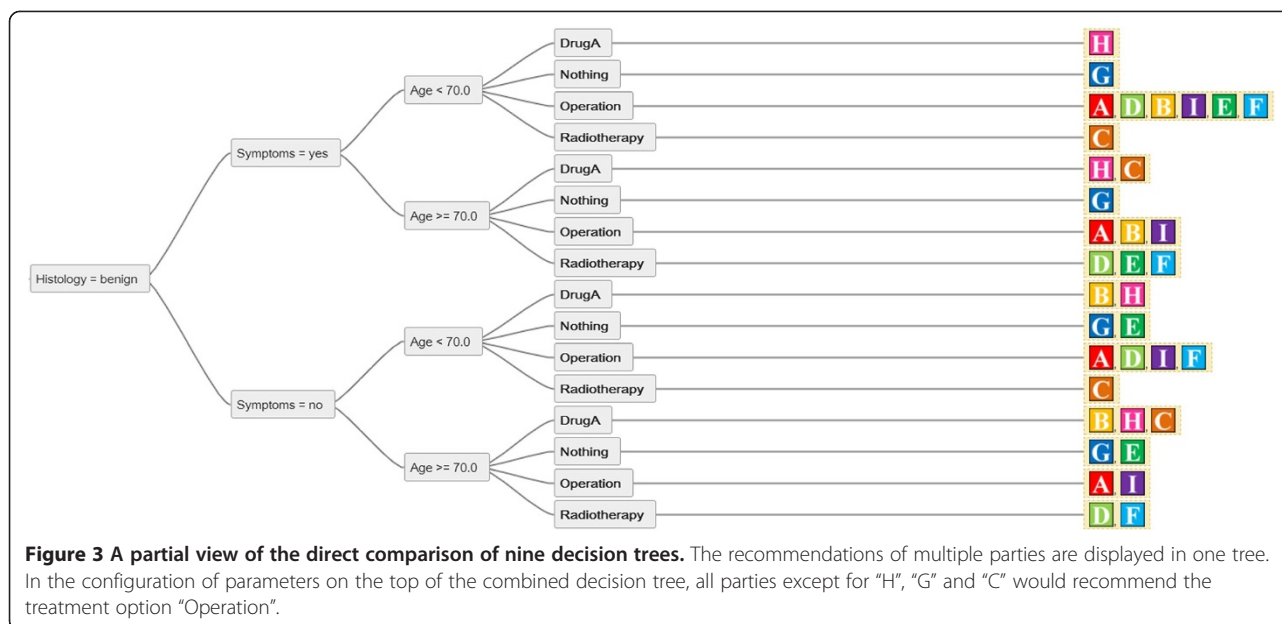 DrugA H
Age < 70.0 Nothing G
Operation A, D, B, I, E, F
Symptoms = yes Radiotherapy C
DrugA H, C
Age >= 70.0 Nothing G
Operation A, B, I
Radiotherapy D, E, F
Histology = benign
DrugA B, H
Age < 70.0 Nothing G, E
Operation A, D, I, F
Symptoms = no Radiotherapy C
DrugA B, H, C
Age >= 70.0 Nothing G, E
Operation A, I
Radiotherapy D, F
Figure 3 A partial view of the direct comparison of nine decision trees. The recommendations of multiple parties are displayed in one tree.
In the configuration of parameters on the top of the combined decision tree, all parties except for “H”, “G” and “C” would recommend the
treatment option “Operation”.